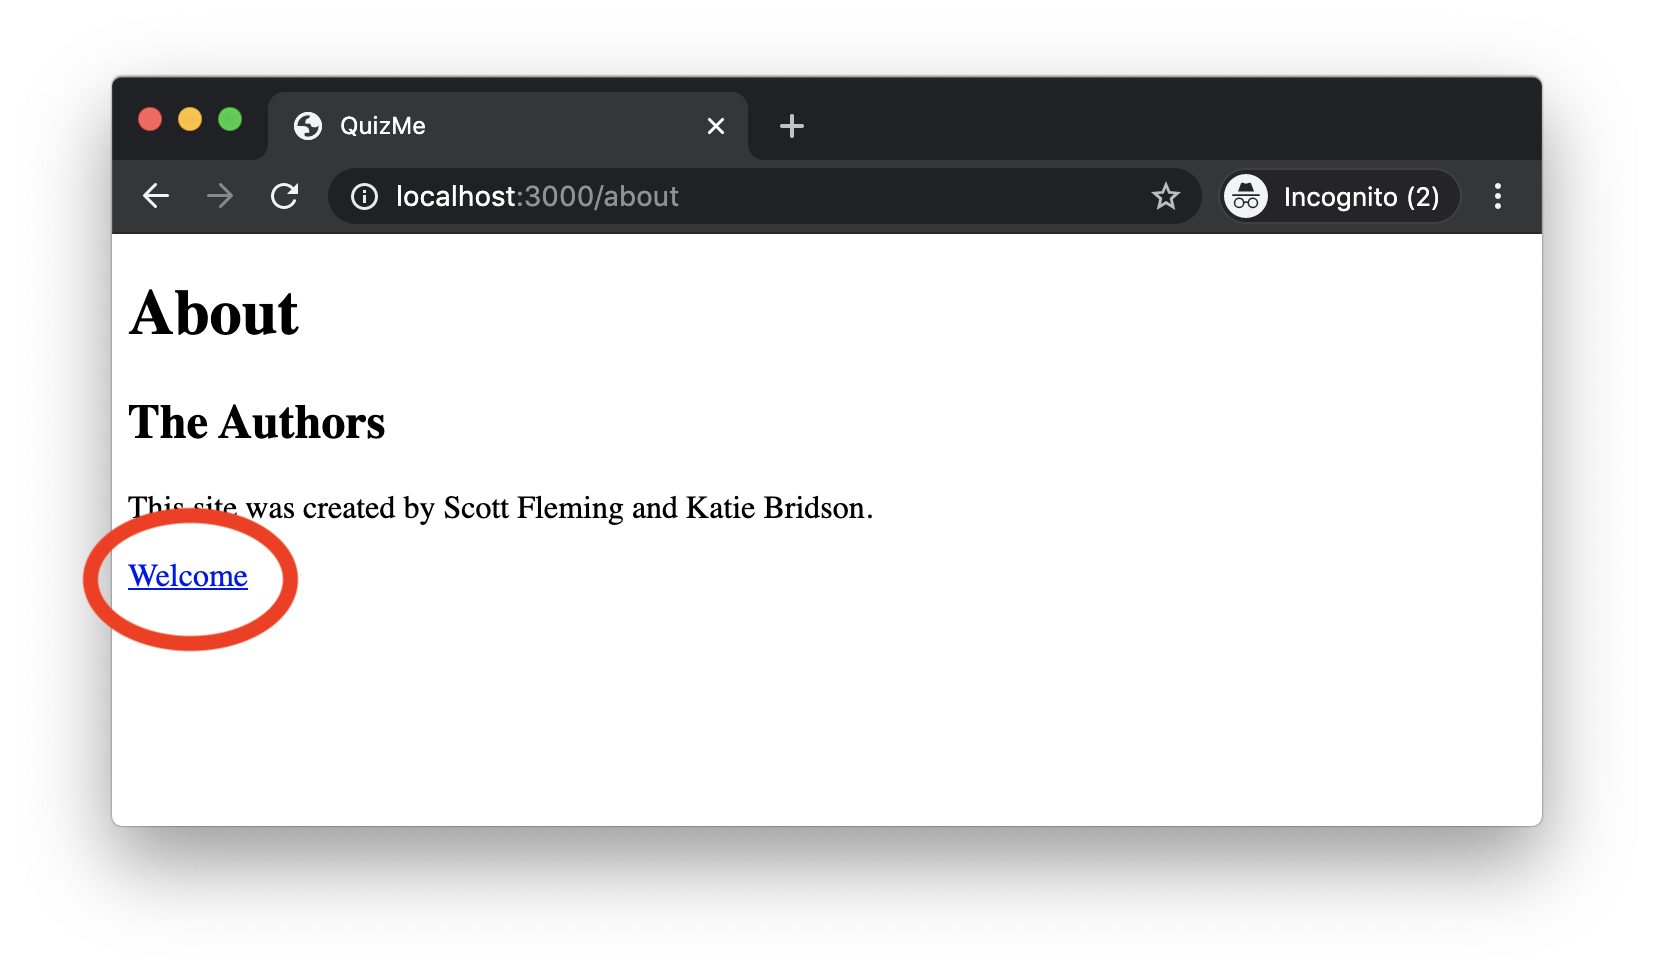 QuizMe
localhost:3000/about
Incognito (2)
About
The Authors
This site was created by Scott Fleming and Katie Bridson.
Welcome